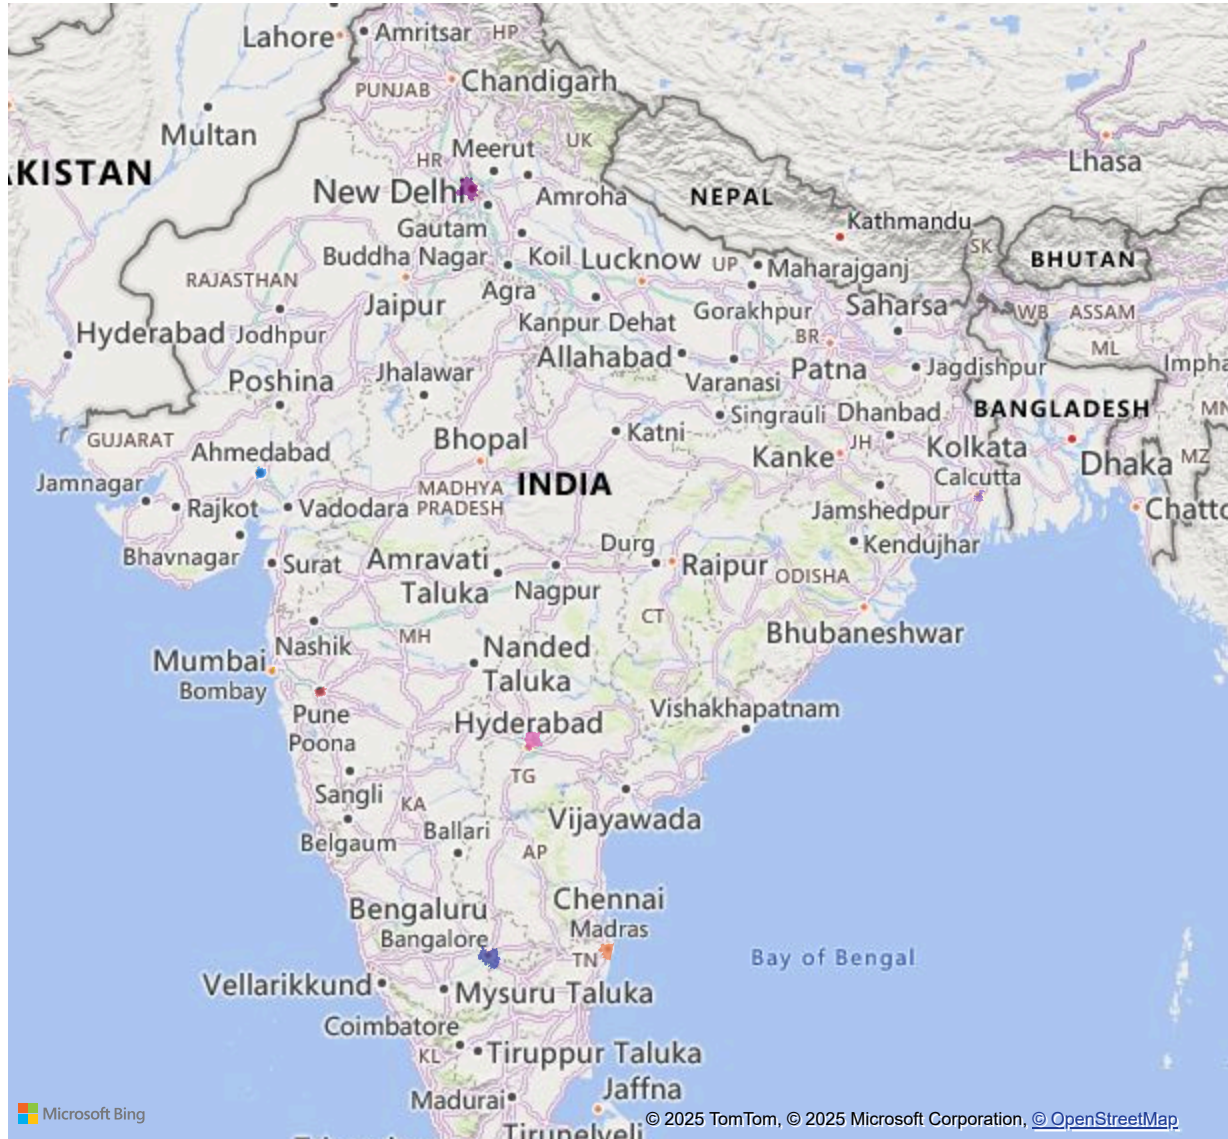 Lahore
Amritsar
HP
PUNJAB
Chandigarh
Multan
UK
Meerut
HR
AKISTAN
Lhasa
New Delhi
Amroha
NEPAL
Gautam
Buddha Nagar
Kathmandu
SK
Koil
Lucknow
UP
Maharajganj
BHUTAN
RAJASTHAN
Agra
Jaipur
Gorakhpur
Saharsa
WB
ASSAM
Hyderabad
Jodhpur
Kanpur Dehat
BR
ML
Allahabad
Patna
Jagdishpur
Impha
Poshina
Jhalawar
Varanasi
Singrauli
Dhanbad
BANGLADESH
MN
GUJARAT
Ahmedabad
Bhopal
Katni
JH
Kolkata
Calcutta
Kanke
Dhaka
MZ
Jamnagar
MADHYA
PRADESH
INDIA
Rajkot
Vadodara
Jamshedpur
Chatto
Bhavnagar
Surat
Amravati
Taluka
Durg
Kendujhar
Nagpur
Raipur
ODISHA
CT
Nashik
MH
Nanded
Taluka
Bhubaneshwar
Mumbai
Bombay
Pune
Poona
Hyderabad
Vishakhapatnam
TG
Sangli
KA
Vijayawada
Belgaum
Ballari
AP
Chennai
Madras
Bengaluru
Bangalore
TN
Bay of Bengal
Vellarikkund
Mysuru Taluka
Coimbatore
KL
Tiruppur Taluka
Jaffna
Madurai
Tirunelveli
Microsoft Bing
© 2025 TomTom, © 2025 Microsoft Corporation, © OpenStreetMap